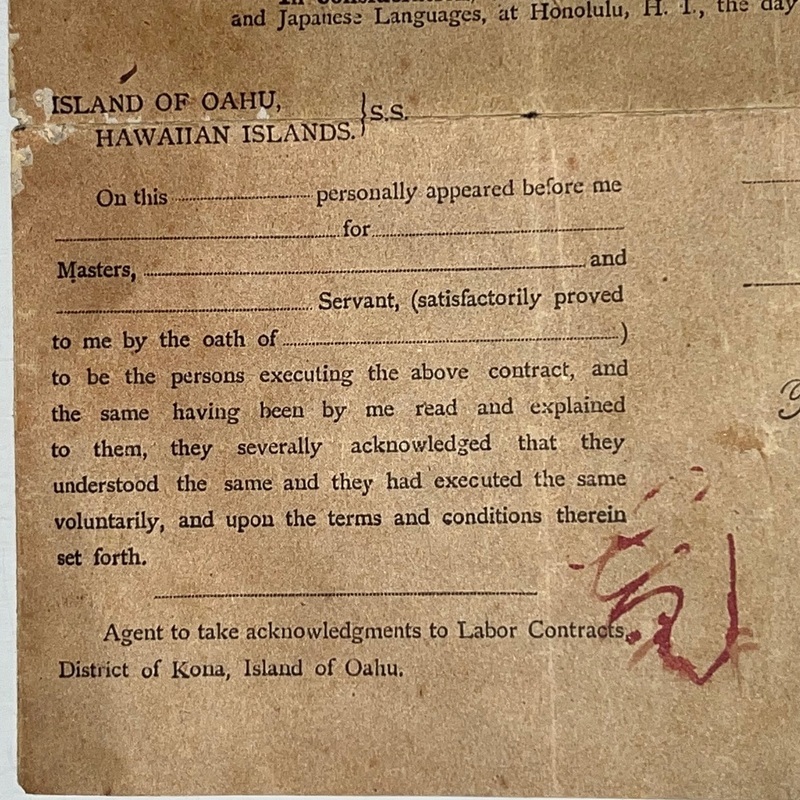 and Japanese Languages, at Honolulu, H. I., the day
ISLAND OF OAHU,
HAWAIIAN ISLANDS. } S.S.
On this .................... personally appeared before me
.................... for ....................
Masters, .................... and
.................... Servant, (satisfactorily proved
to me by the oath of .................... )
to be the persons executing the above contract, and
the same having been by me read and explained
to them, they severally acknowledged that they
understood the same and they had executed the same
voluntarily, and upon the terms and conditions therein
set forth.
Agent to take acknowledgments to Labor Contracts,
District of Kona, Island of Oahu.